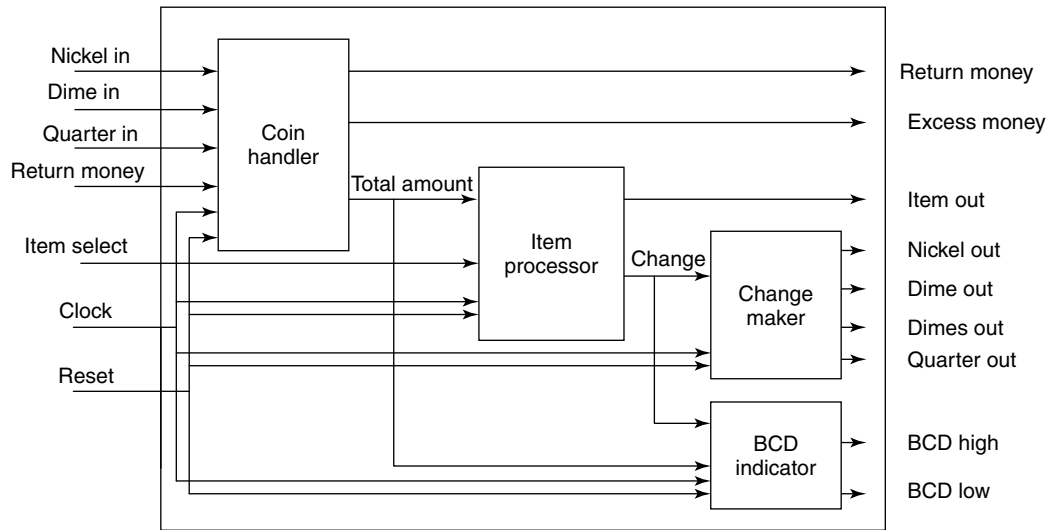 Nickel in
Dime in
Quarter in
Return money
Item select
Clock
Reset
Coin
handler
Total amount
Item
processor
Change
Change
maker
BCD
indicator
Return money
Excess money
Item out
Nickel out
Dime out
Dimes out
Quarter out
BCD high
BCD low